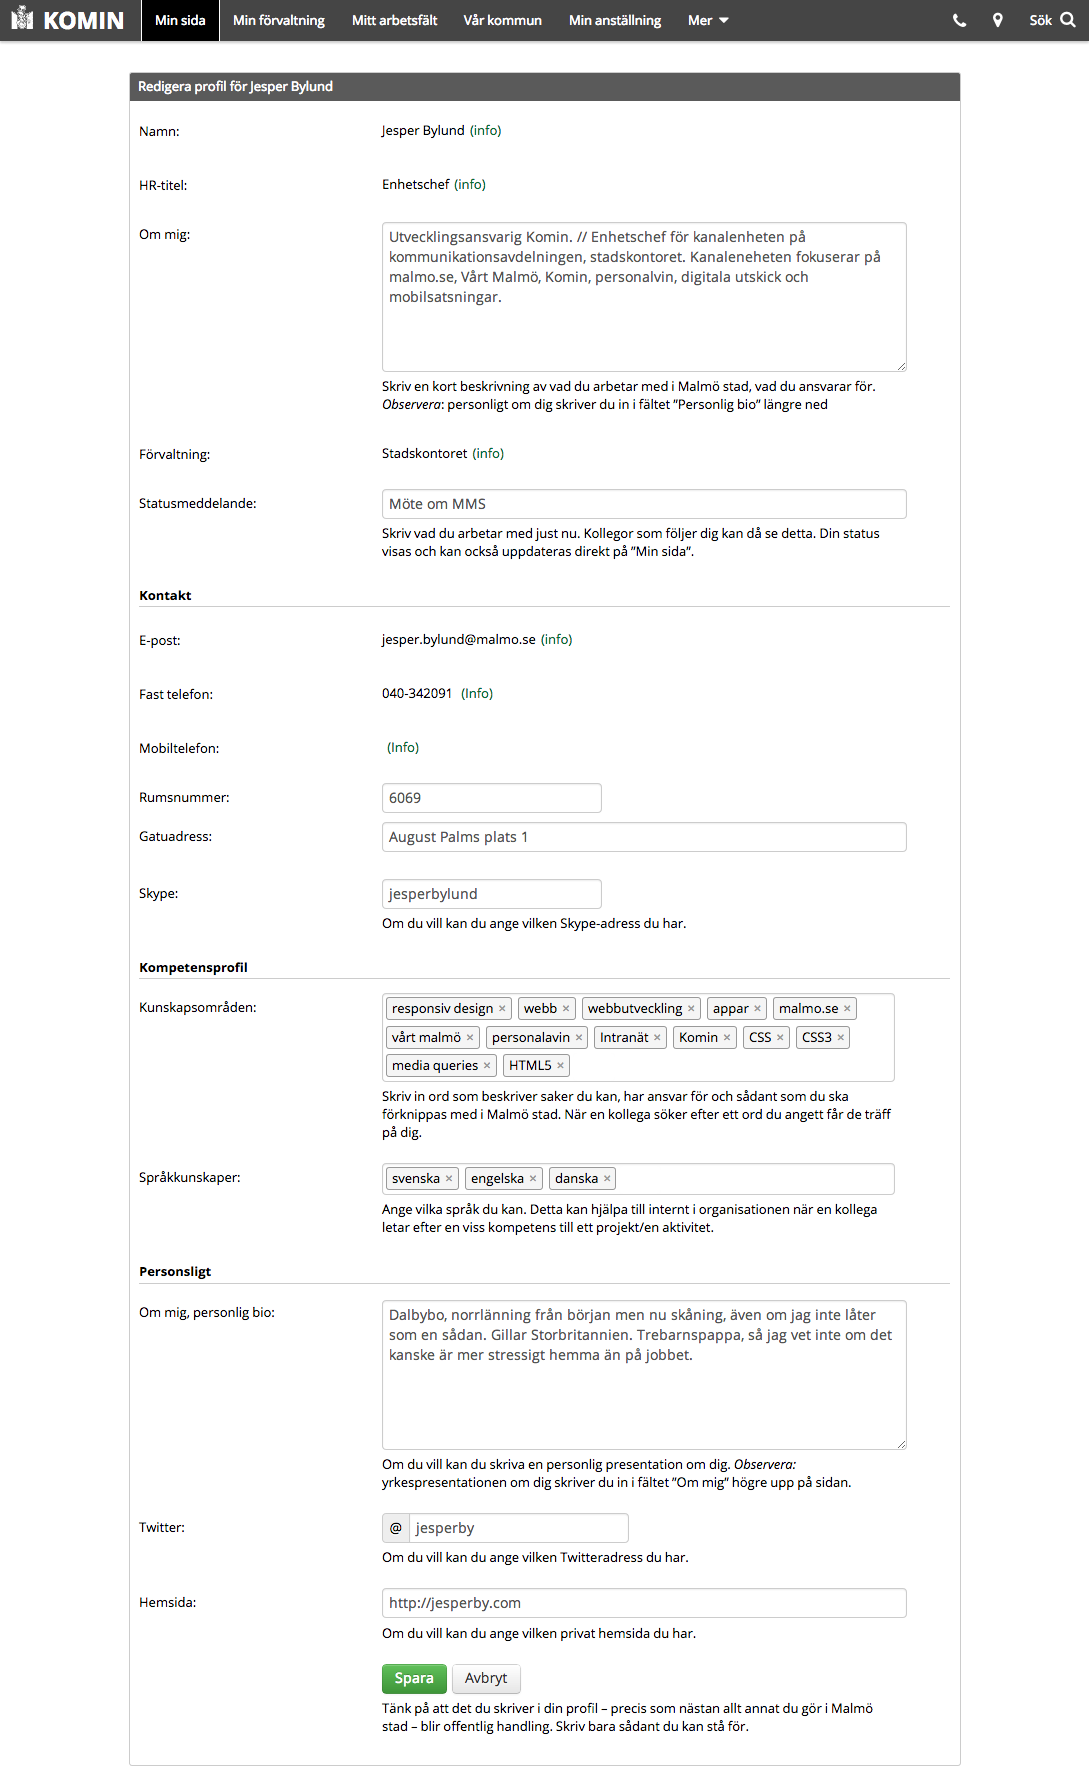 KOMIN Min sida Min förvaltning Mitt arbetsfält Vår kommun Min anställning Mer Sök
Redigera profil för Jesper Bylund
Namn: Jesper Bylund (info)
HR-titel: Enhetschef (info)
Om mig: Utvecklingsansvarig Komin. // Enhetschef för kanalenheten på
kommunikationsavdelningen, stadskontoret. Kanaleneheten fokuserar på
malmo.se, Vårt Malmö, Komin, personalvin, digitala utskick och
mobilsatsningar.
Skriv en kort beskrivning av vad du arbetar med i Malmö stad, vad du ansvarar för.
Observera: personligt om dig skriver du in i fältet "Personlig bio" längre ned
Förvaltning: Stadskontoret (info)
Statusmeddelande: Möte om MMS
Skriv vad du arbetar med just nu. Kollegor som följer dig kan då se detta. Din status
visas och kan också uppdateras direkt på "Min sida".
Kontakt
E-post: jesper.bylund@malmo.se (info)
Fast telefon: 040-342091 (Info)
Mobiltelefon: (Info)
Rumsnummer: 6069
Gatuadress: August Palms plats 1
Skype: jesperbylund
Om du vill kan du ange vilken Skype-adress du har.
Kompetensprofil
Kunskapsområden: responsiv design × webb × webbutveckling × appar × malmo.se ×
vårt malmö × personalavin × Intranät × Komin × CSS × CSS3 ×
media queries × HTML5 ×
Skriv in ord som beskriver saker du kan, har ansvar för och sådant som du ska
förknippas med i Malmö stad. När en kollega söker efter ett ord du angett får de träff
på dig.
Språkkunskaper: svenska × engelska × danska ×
Ange vilka språk du kan. Detta kan hjälpa till internt i organisationen när en kollega
letar efter en viss kompetens till ett projekt/en aktivitet.
Personsligt
Om mig, personlig bio: Dalbybo, norrlänning från början men nu skåning, även om jag inte låter
som en sådan. Gillar Storbritannien. Trebarnspappa, så jag vet inte om det
kanske är mer stressigt hemma än på jobbet.
Om du vill kan du skriva en personlig presentation om dig. Observera:
yrkespresentationen om dig skriver du in i fältet "Om mig" högre upp på sidan.
Twitter: @ jesperby
Om du vill kan du ange vilken Twitteradress du har.
Hemsida: http://jesperby.com
Om du vill kan du ange vilken privat hemsida du har.
Spara Avbryt
Tänk på att det du skriver i din profil – precis som nästan allt annat du gör i Malmö
stad – blir offentlig handling. Skriv bara sådant du kan stå för.